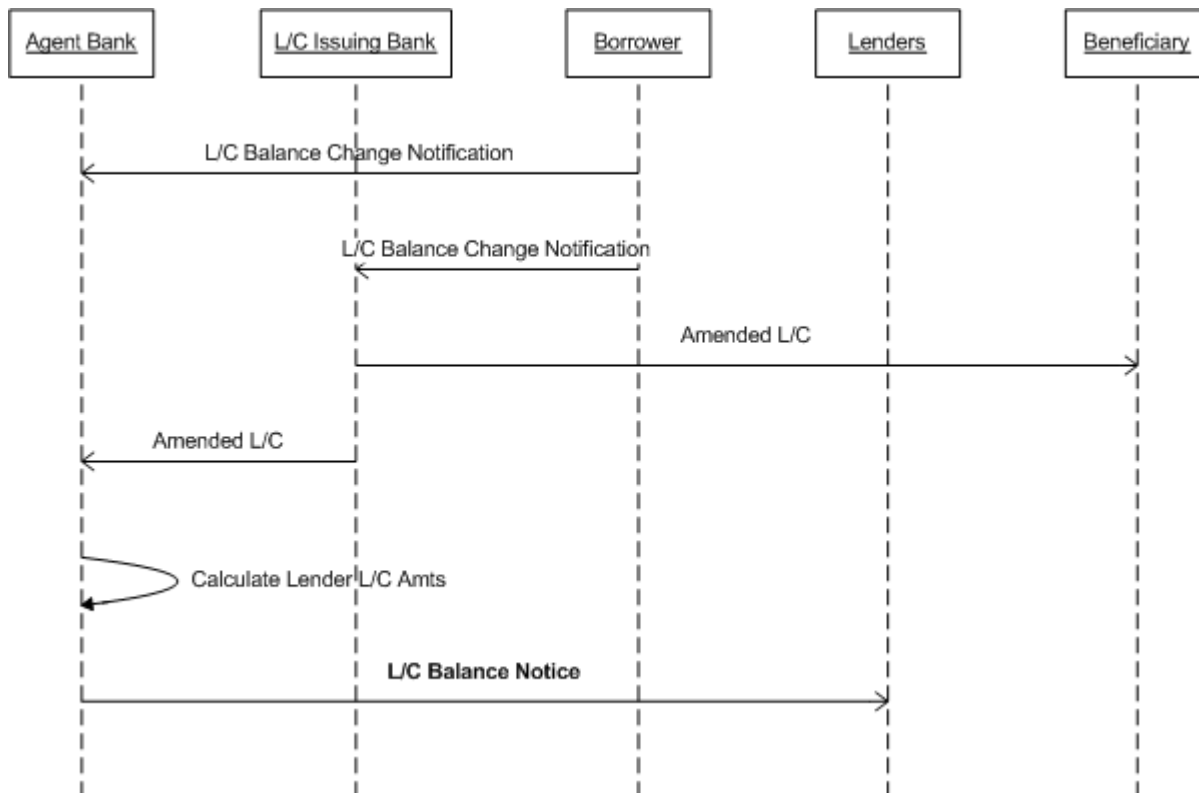 Agent Bank
L/C Issuing Bank
Borrower
Lenders
Beneficiary
L/C Balance Change Notification
L/C Balance Change Notification
Amended L/C
Amended L/C
Calculate Lender L/C Amts
L/C Balance Notice